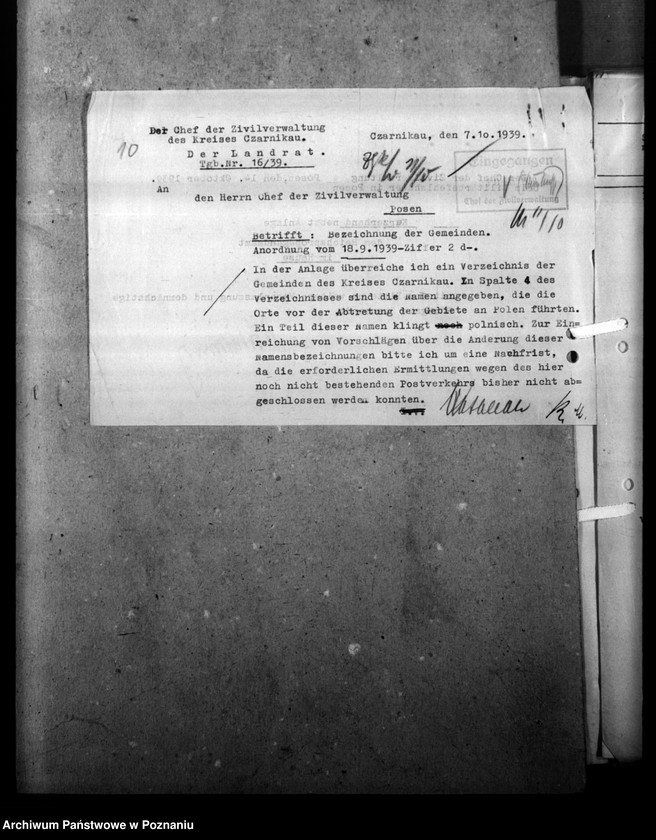 Der Chef der Zivilverwaltung
des Kreises Czarnikau.
Der Landrat.
Tgb.Nr. 16/39.
Czarnikau, den 7.10.1939.
10
Eingegangen
Chef der Zivilverwaltung
An
den Herrn Chef der Zivilverwaltung
Posen
Betrifft : Bezeichnung der Gemeinden.
Anordnung vom 18.9.1939-Ziffer 2 d-.
In der Anlage überreiche ich ein Verzeichnis der
Gemeinden des Kreises Czarnikau. In Spalte 4 des
Verzeichnisses sind die Namen angegeben, die die
Orte vor der Abtretung der Gebiete an Polen führten.
Ein Teil dieser Namen klingt noch polnisch. Zur Ein=
reichung von Vorschlägen über die Änderung dieser
Namensbezeichnungen bitte ich um eine Nachfrist,
da die erforderlichen Ermittlungen wegen des hier
noch nicht bestehenden Postverkehrs bisher nicht ab=
geschlossen werden konnten.
Archiwum Państwowe w Poznaniu